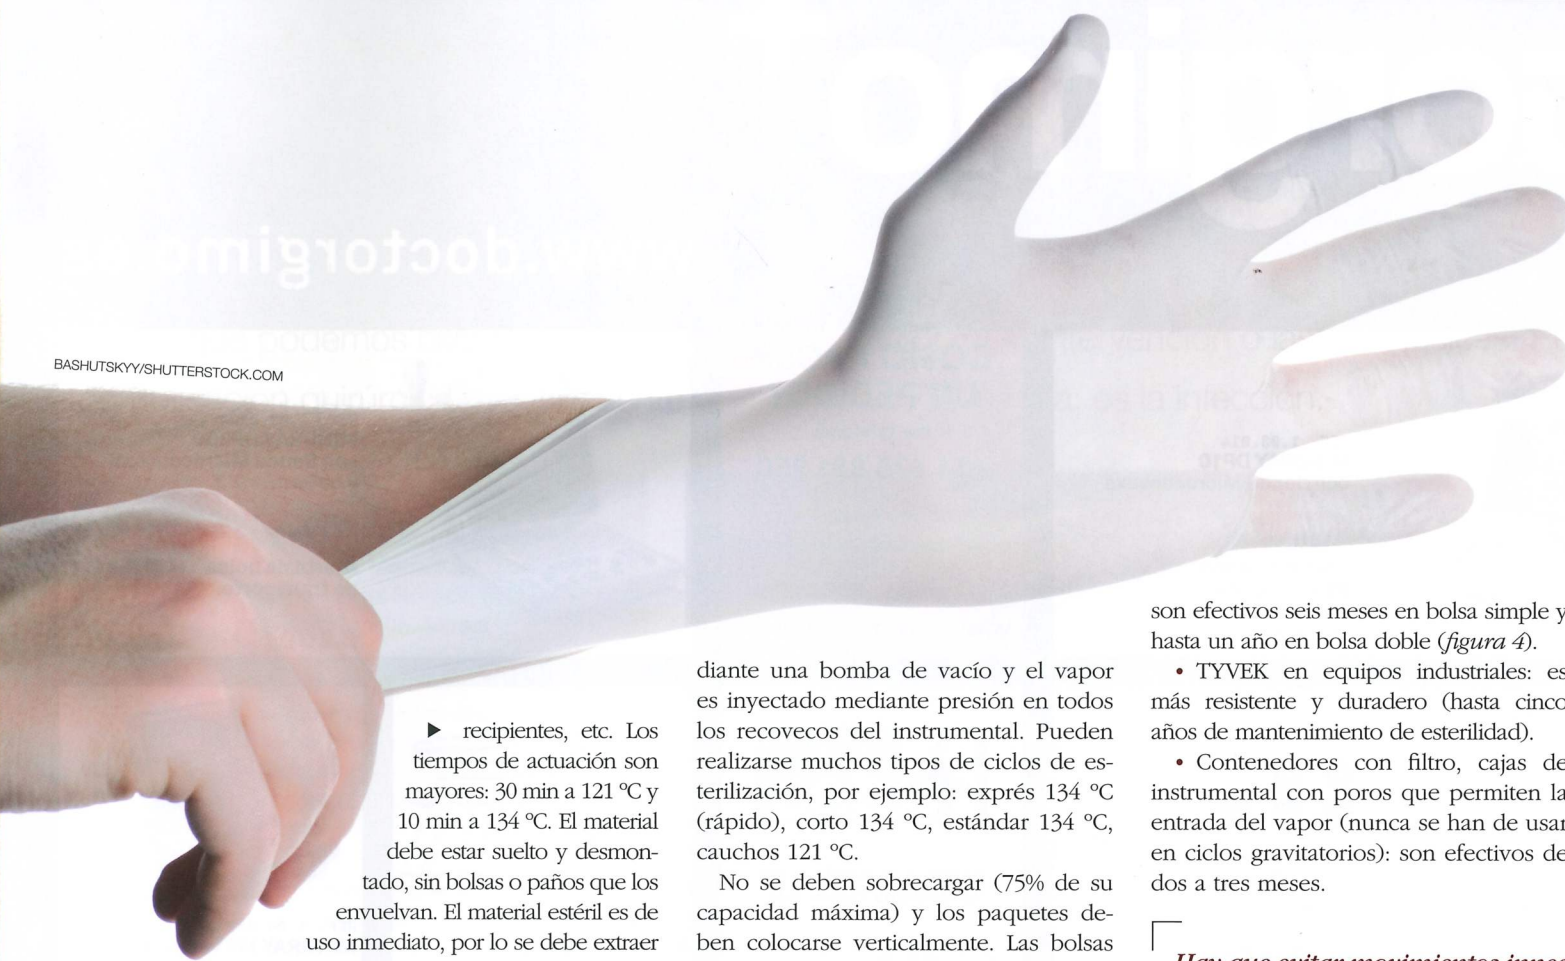 BASHUTSKYY/SHUTTERSTOCK.COM
▶ recipientes, etc. Los
tiempos de actuación son
mayores: 30 min a 121 ºC y
10 min a 134 ºC. El material
debe estar suelto y desmon-
tado, sin bolsas o paños que los
envuelvan. El material estéril es de
uso inmediato, por lo se debe extraer
diante una bomba de vacío y el vapor
es inyectado mediante presión en todos
los recovecos del instrumental. Pueden
realizarse muchos tipos de ciclos de es-
terilización, por ejemplo: exprés 134 ºC
(rápido), corto 134 ºC, estándar 134 ºC,
cauchos 121 ºC.
No se deben sobrecargar (75% de su
capacidad máxima) y los paquetes de-
ben colocarse verticalmente. Las bolsas
son efectivos seis meses en bolsa simple y
hasta un año en bolsa doble (figura 4).
• TYVEK en equipos industriales: es
más resistente y duradero (hasta cinco
años de mantenimiento de esterilidad).
• Contenedores con filtro, cajas de
instrumental con poros que permiten la
entrada del vapor (nunca se han de usar
en ciclos gravitatorios): son efectivos de
dos a tres meses.
Hay que evitar movimientos